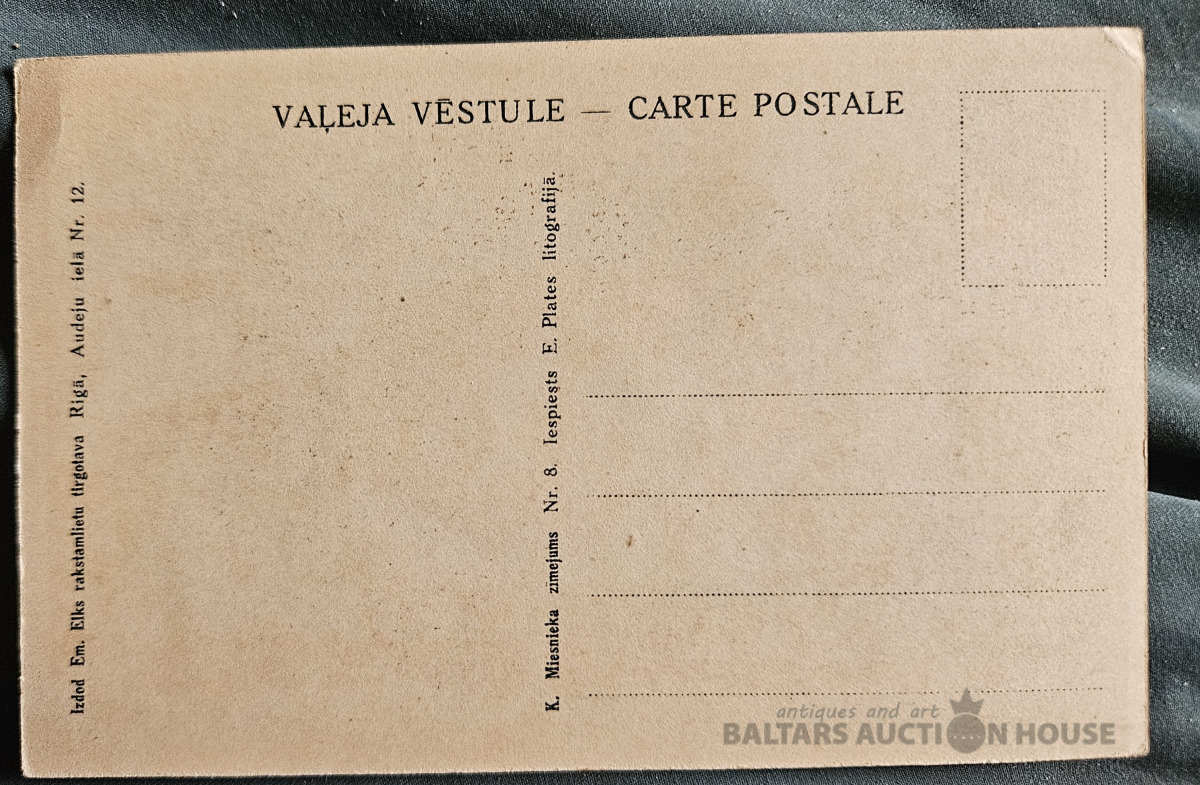 VAĻEJA VĒSTULE — CARTE POSTALE
Izdod Em. Elks rakstamlietu tirgotava Rigā, Audeju ielā Nr. 12.
K. Miesnieka zīmejums Nr. 8. Iespiests E. Plates litografijā.
antiques and art
BALTARS AUCTION HOUSE